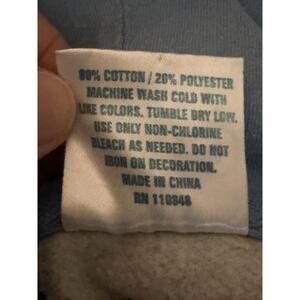 80% COTTON / 20% POLYESTER
MACHINE WASH COLD WITH
LIKE COLORS. TUMBLE DRY LOW.
USE ONLY NON-CHLORINE
BLEACH AS NEEDED. DO NOT
IRON ON DECORATION.
MADE IN CHINA
RN 110848